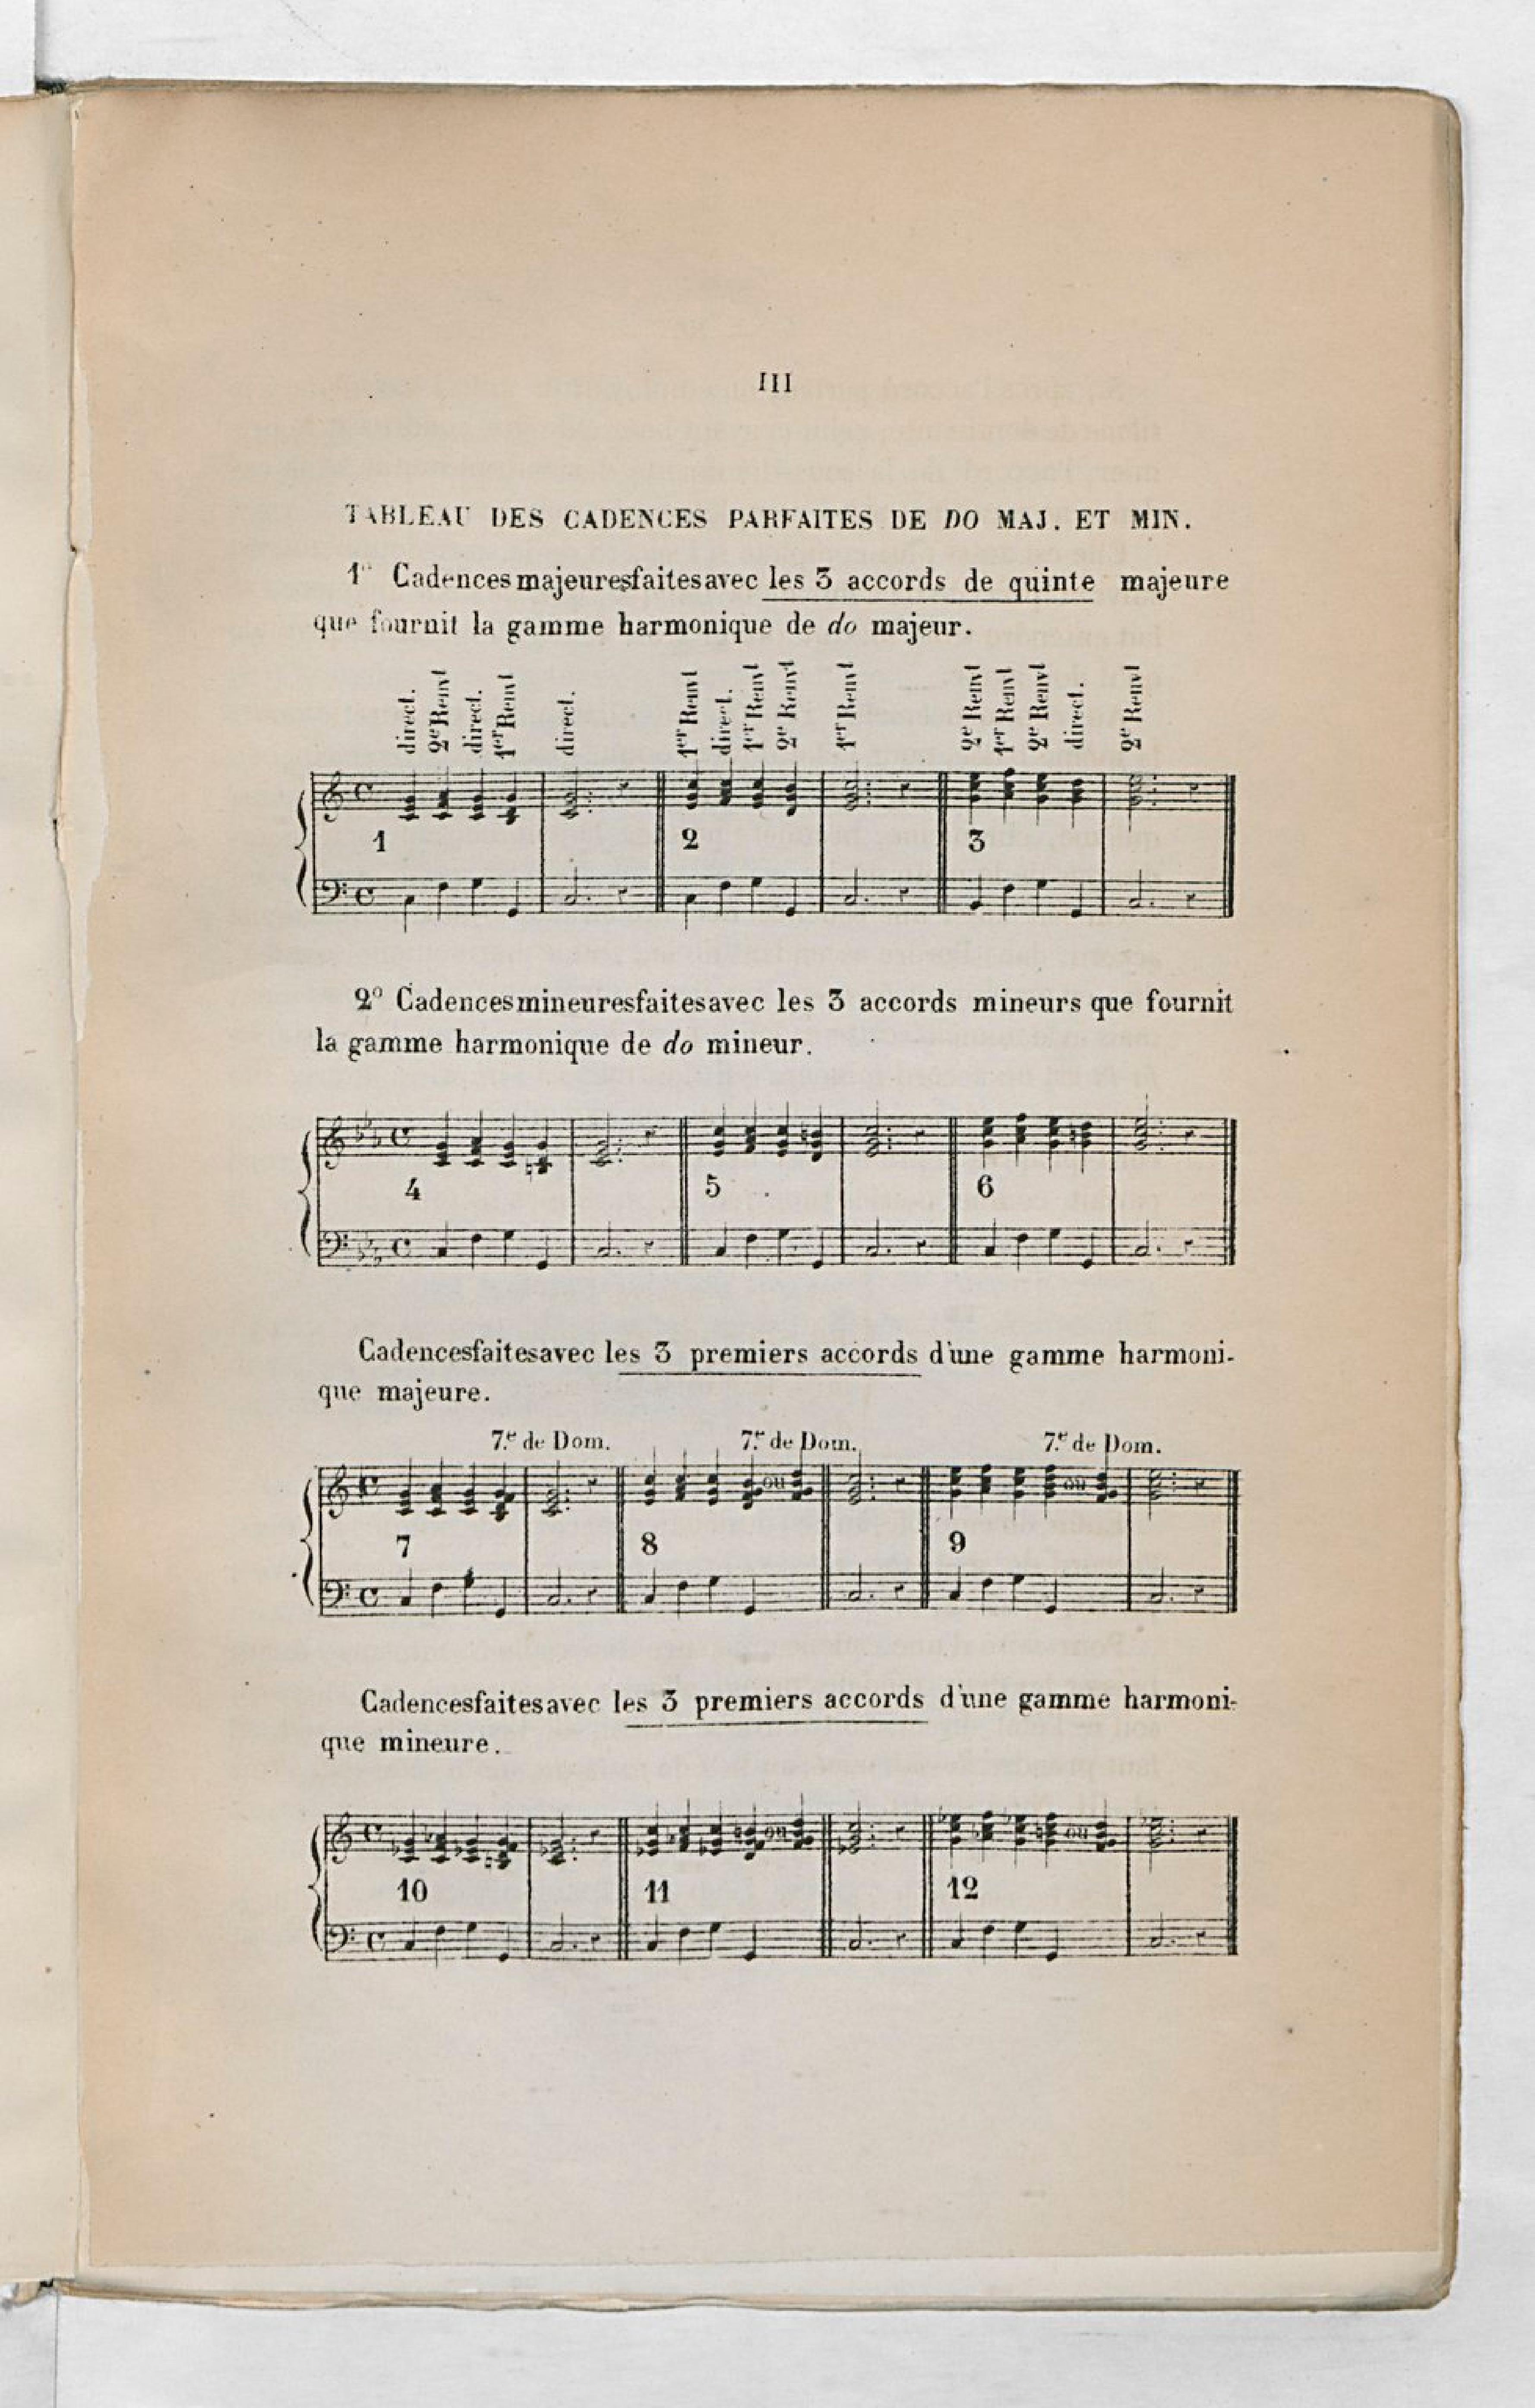 III
TABLEAU DES CADENCES PARFAITES DE DO MAJ. ET MIN.
1º Cadences majeures faites avec les 3 accords de quinte majeure
que fournit la gamme harmonique de do majeur.
direct. 2e Renvt direct. 1er Renvt direct. 1er Renvt direct. 1er Renvt 2e Renvt 1er Renvt 2e Renvt 1er Renvt 2e Renvt direct. 2e Renvt
1 2 3
2º Cadences mineures faites avec les 3 accords mineurs que fournit
la gamme harmonique de do mineur.
4 5 6
Cadences faites avec les 3 premiers accords d'une gamme harmoni-
que majeure.
7.e de Dom. 7.e de Dom. 7.e de Dom.
ou ou
7 8 9
Cadences faites avec les 3 premiers accords d'une gamme harmoni-
que mineure.
ou ou
10 11 12